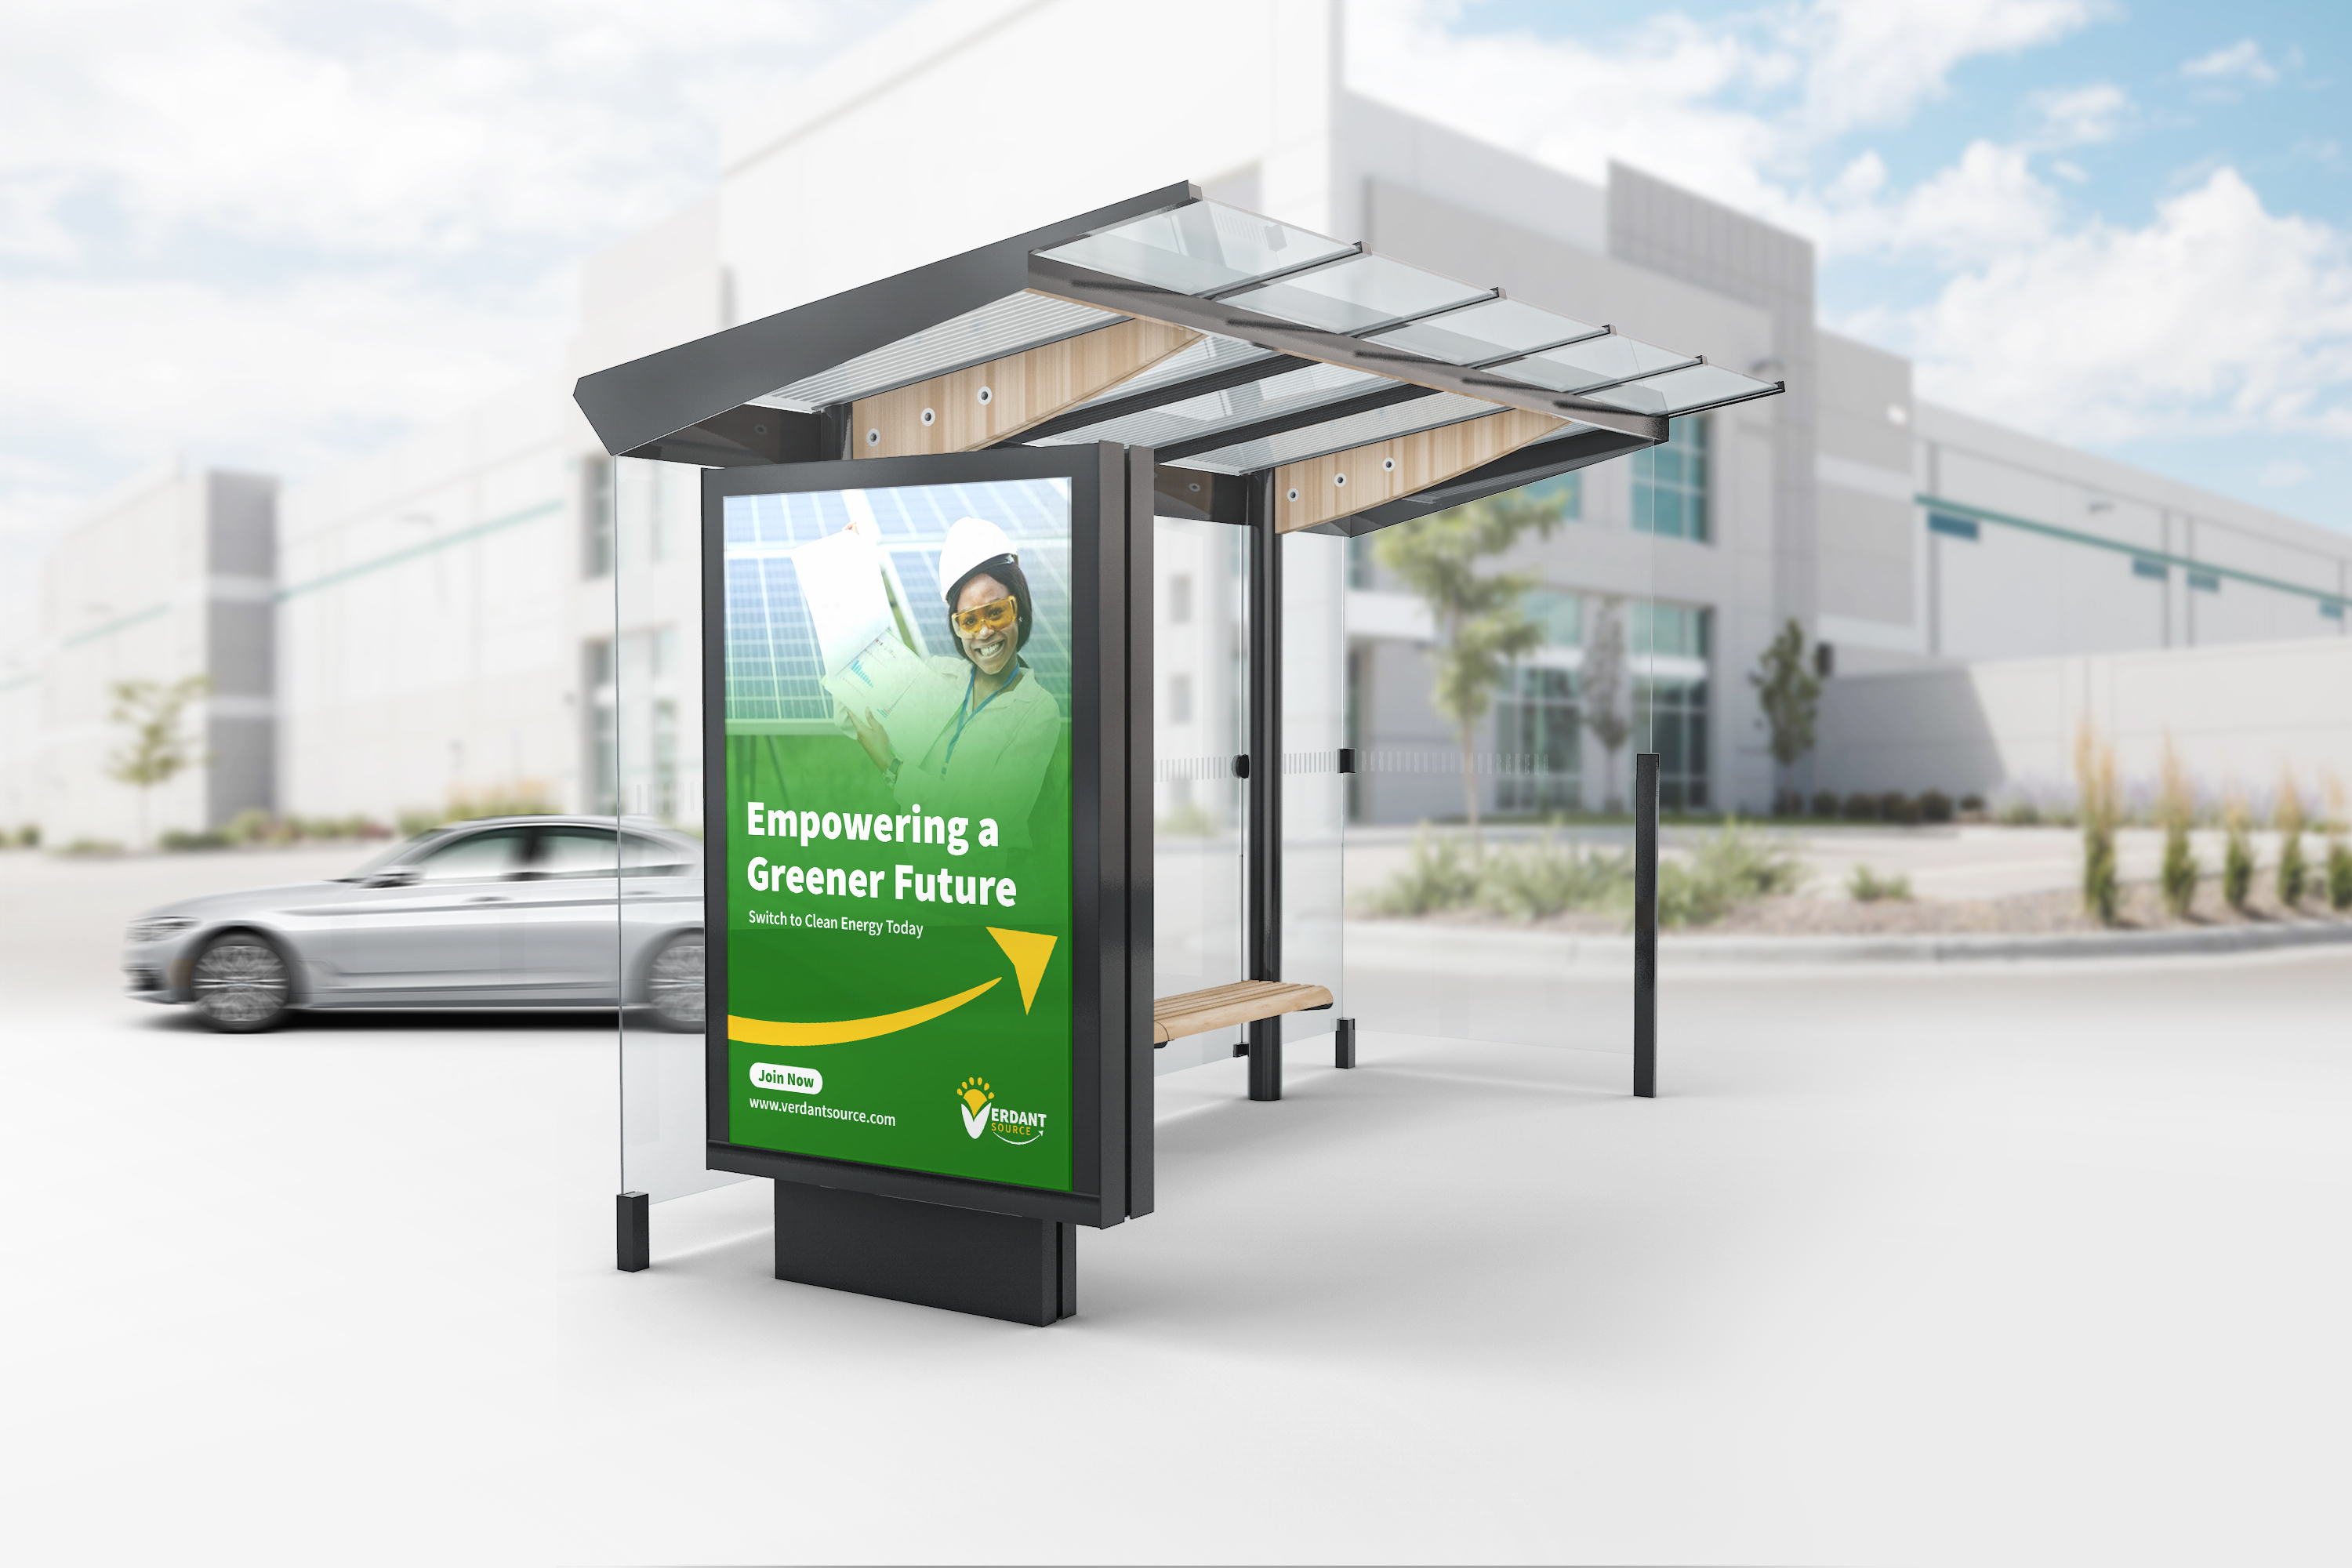 Empowering a
Greener Future
Switch to Clean Energy Today
Join Now
www.verdantsource.com
VERDANT
SOURCE